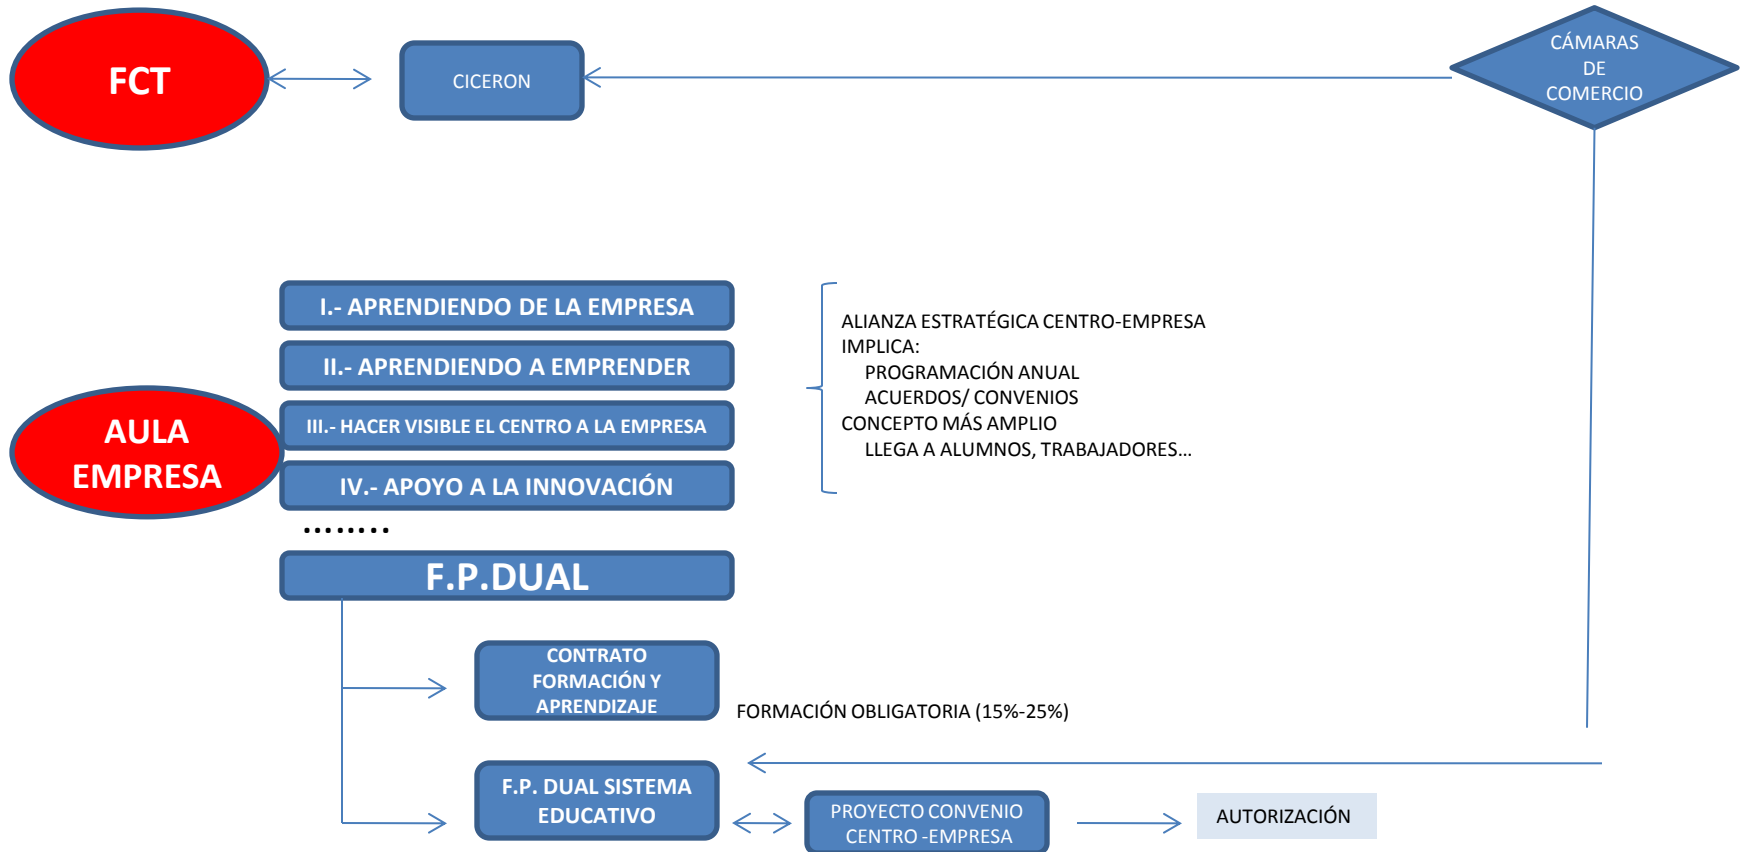 FCT
CICERON
CÁMARAS
DE
COMERCIO
I.- APRENDIENDO DE LA EMPRESA
II.- APRENDIENDO A EMPRENDER
III.- HACER VISIBLE EL CENTRO A LA EMPRESA
IV.- APOYO A LA INNOVACIÓN
........
F.P.DUAL
AULA
EMPRESA
ALIANZA ESTRATÉGICA CENTRO-EMPRESA
IMPLICA:
PROGRAMACIÓN ANUAL
ACUERDOS/ CONVENIOS
CONCEPTO MÁS AMPLIO
LLEGA A ALUMNOS, TRABAJADORES...
CONTRATO
FORMACIÓN Y
APRENDIZAJE
FORMACIÓN OBLIGATORIA (15%-25%)
F.P. DUAL SISTEMA
EDUCATIVO
PROYECTO CONVENIO
CENTRO -EMPRESA
AUTORIZACIÓN